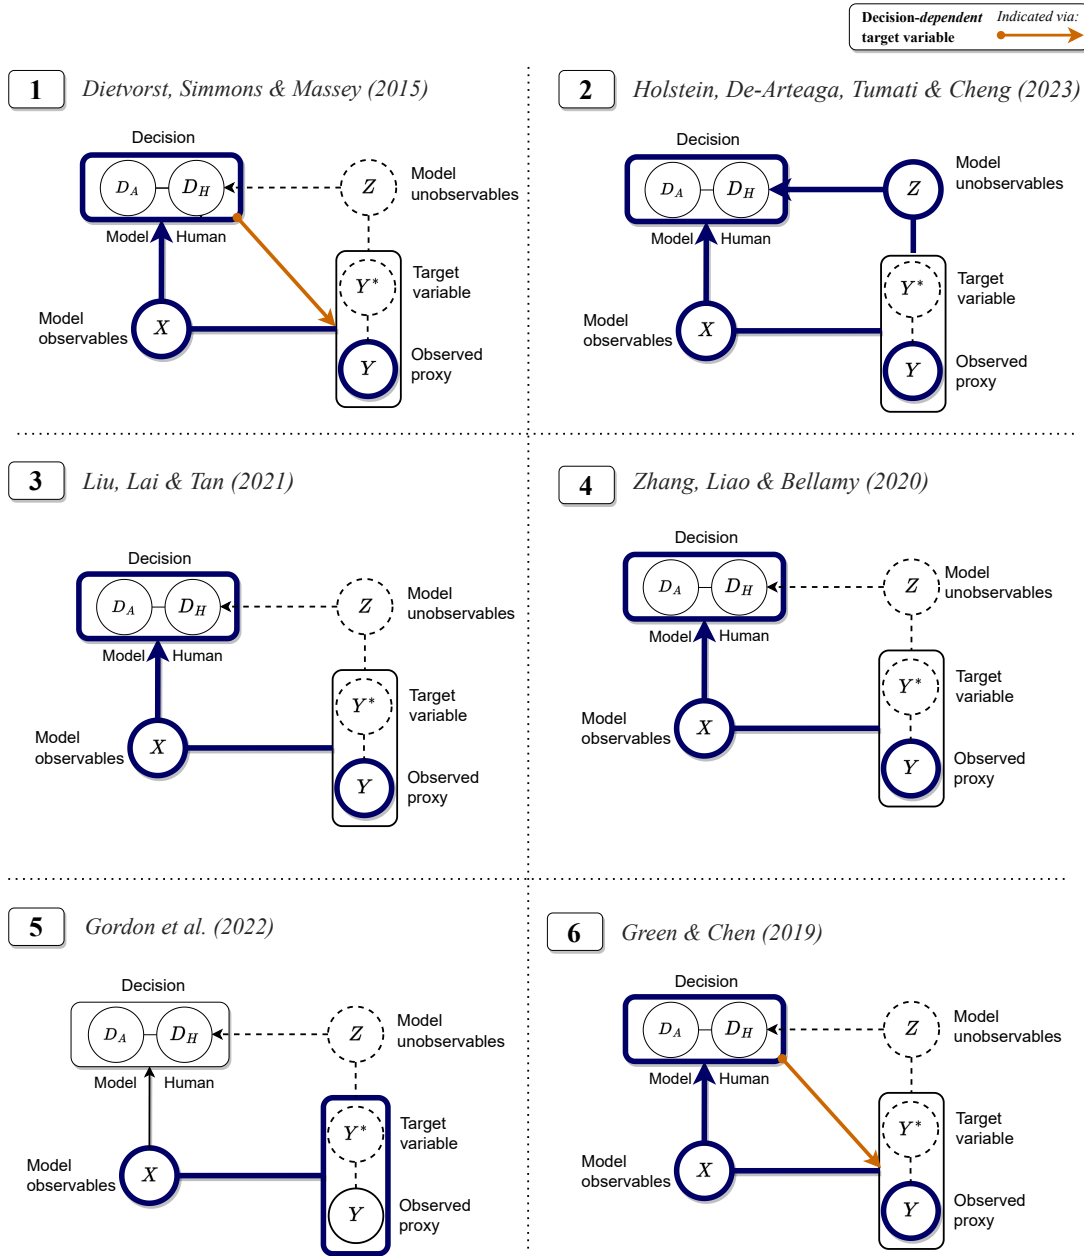 Decision-dependent Indicated via:
target variable
1 Dietvorst, Simmons & Massey (2015)
Decision
D_A D_H
Z
Model
unobservables
Model Human
Y*
Target
variable
Model
observables
X
Y
Observed
proxy
2 Holstein, De-Arteaga, Tumati & Cheng (2023)
Decision
D_A D_H
Z
Model
unobservables
Model Human
Y*
Target
variable
Model
observables
X
Y
Observed
proxy
3 Liu, Lai & Tan (2021)
Decision
D_A D_H
Z
Model
unobservables
Model Human
Y*
Target
variable
Model
observables
X
Y
Observed
proxy
4 Zhang, Liao & Bellamy (2020)
Decision
D_A D_H
Z
Model
unobservables
Model Human
Y*
Target
variable
Model
observables
X
Y
Observed
proxy
5 Gordon et al. (2022)
Decision
D_A D_H
Z
Model
unobservables
Model Human
Y*
Target
variable
Model
observables
X
Y
Observed
proxy
6 Green & Chen (2019)
Decision
D_A D_H
Z
Model
unobservables
Model Human
Y*
Target
variable
Model
observables
X
Y
Observed
proxy